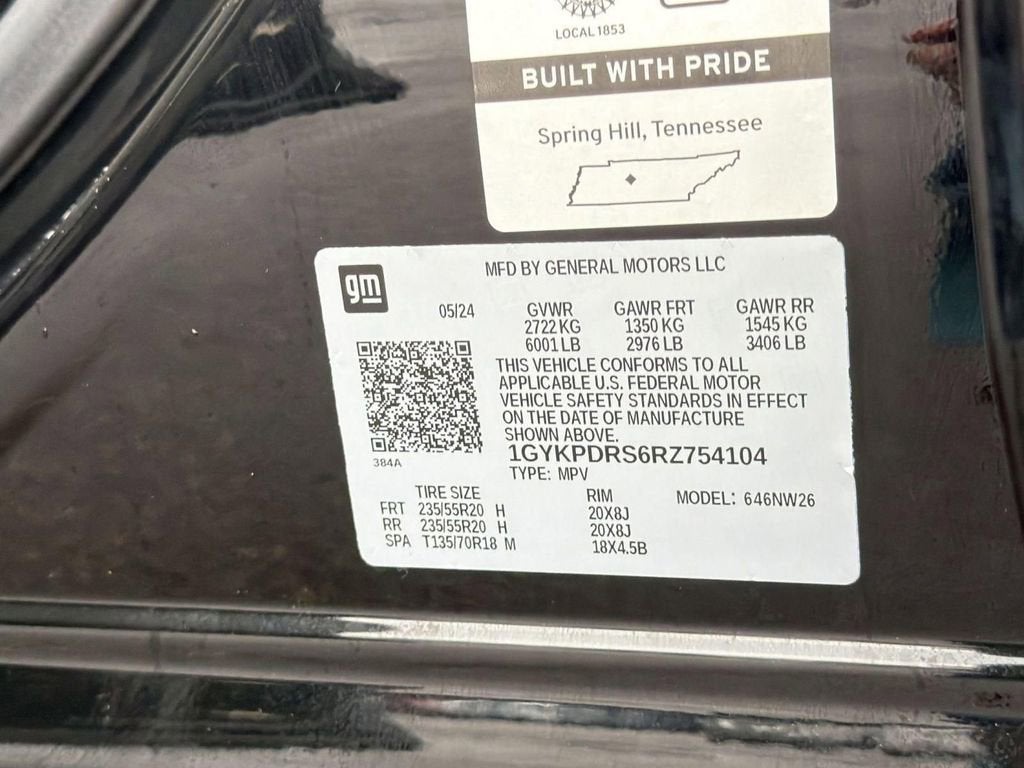 LOCAL 1853
BUILT WITH PRIDE
Spring Hill, Tennessee
gm
MFD BY GENERAL MOTORS LLC
05/24 GVWR GAWR FRT GAWR RR
2722 KG 1350 KG 1545 KG
6001 LB 2976 LB 3406 LB
THIS VEHICLE CONFORMS TO ALL
APPLICABLE U.S. FEDERAL MOTOR
VEHICLE SAFETY STANDARDS IN EFFECT
ON THE DATE OF MANUFACTURE
SHOWN ABOVE.
384A
1GYKPDRS6RZ754104
TYPE: MPV
TIRE SIZE RIM MODEL: 646NW26
FRT 235/55R20 H 20X8J
RR 235/55R20 H 20X8J
SPA T135/70R18 M 18X4.5B